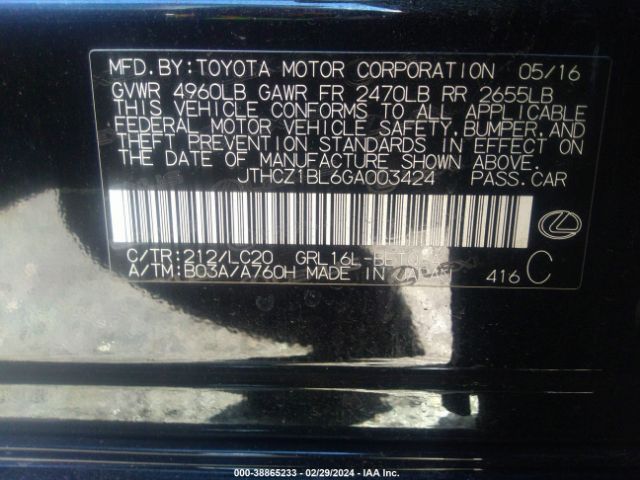 MFD.BY:TOYOTA MOTOR CORPORATION 05/16
GVWR 4960LB GAWR FR 2470LB RR 2655LB
THIS VEHICLE CONFORMS TO ALL APPLICABLE
FEDERAL MOTOR VEHICLE SAFETY,BUMPER,AND
THEFT PREVENTION STANDARDS IN EFFECT ON
THE DATE OF MANUFACTURE SHOWN ABOVE.
JTHCZ1BL6GA003424 PASS.CAR
C/TR:212/LC20 GRL16L-BETQ
A/TM:B03A/A760H MADE IN JAPAN 416 C
000-38865233 - 02/29/2024 - IAA Inc.